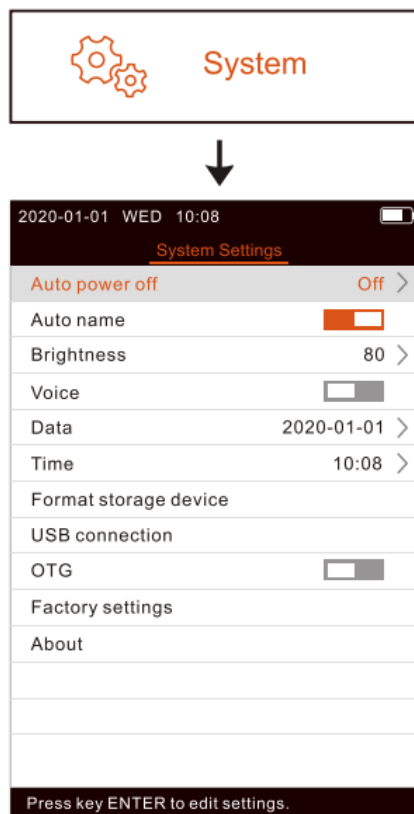 System
2020-01-01 WED 10:08
System Settings
Auto power off Off
Auto name
Brightness 80
Voice
Data 2020-01-01
Time 10:08
Format storage device
USB connection
OTG
Factory settings
About
Press key ENTER to edit settings.